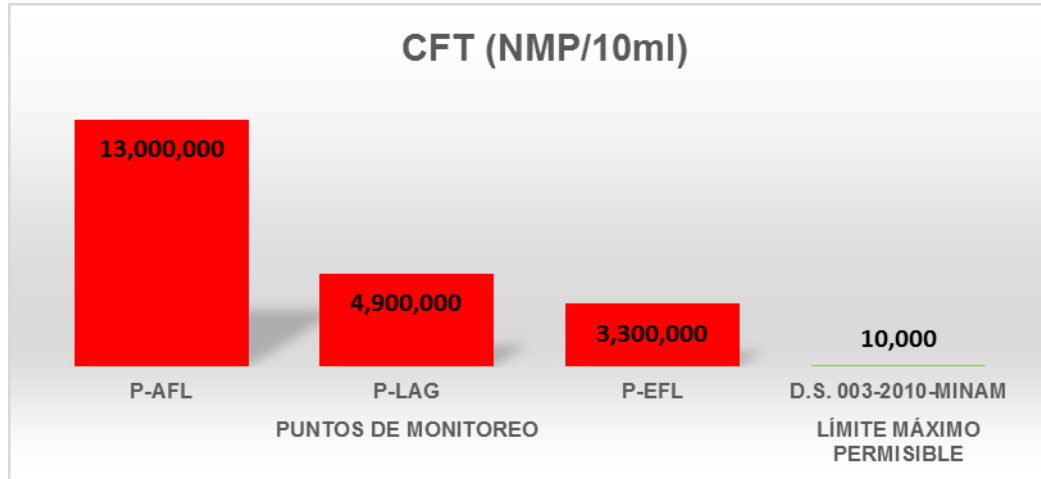 CFT (NMP/10ml)
13,000,000
4,900,000
3,300,000
10,000
P-AFL
P-LAG
P-EFL
D.S. 003-2010-MINAM
PUNTOS DE MONITOREO
LÍMITE MÁXIMO
PERMISIBLE